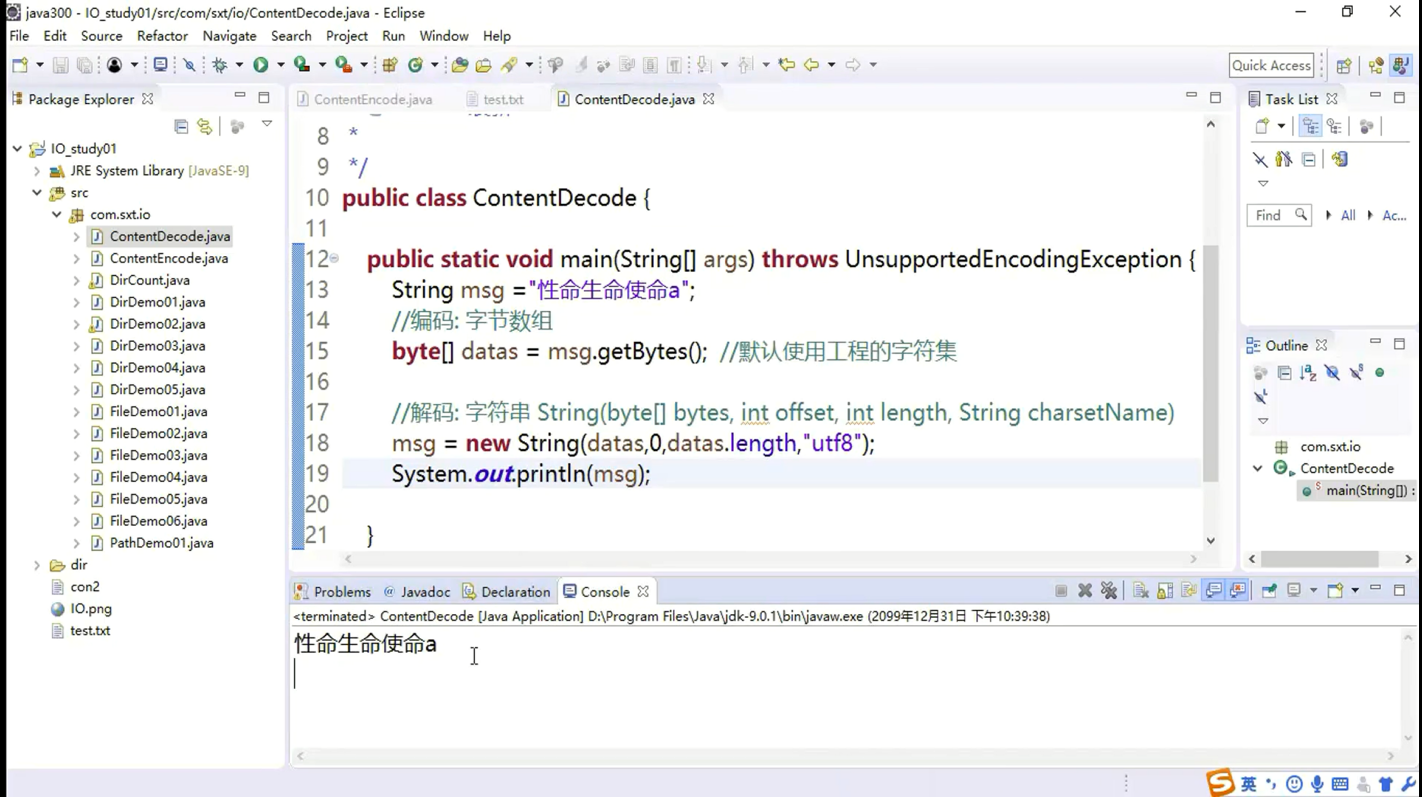 java300 - IO_study01/src/com/sxt/io/ContentDecode.java - Eclipse
File Edit Source Refactor Navigate Search Project Run Window Help
Quick Access
Package Explorer
IO_study01
JRE System Library [JavaSE-9]
src
com.sxt.io
ContentDecode.java
ContentEncode.java
DirCount.java
DirDemo01.java
DirDemo02.java
DirDemo03.java
DirDemo04.java
DirDemo05.java
FileDemo01.java
FileDemo02.java
FileDemo03.java
FileDemo04.java
FileDemo05.java
FileDemo06.java
PathDemo01.java
dir
con2
IO.png
test.txt
ContentEncode.java test.txt ContentDecode.java
8 *
9 */
10 public class ContentDecode {
11
12 public static void main(String[] args) throws UnsupportedEncodingException {
13 String msg ="性命生命使命a";
14 //编码: 字节数组
15 byte[] datas = msg.getBytes(); //默认使用工程的字符集
16
17 //解码: 字符串 String(byte[] bytes, int offset, int length, String charsetName)
18 msg = new String(datas,0,datas.length,"utf8");
19 System.out.println(msg);
20
21 }
Task List
Find All Ac...
Outline
com.sxt.io
ContentDecode
main(String[]) :
Problems @ Javadoc Declaration Console
<terminated> ContentDecode [Java Application] D:\Program Files\Java\jdk-9.0.1\bin\javaw.exe (2099年12月31日 下午10:39:38)
性命生命使命a
英